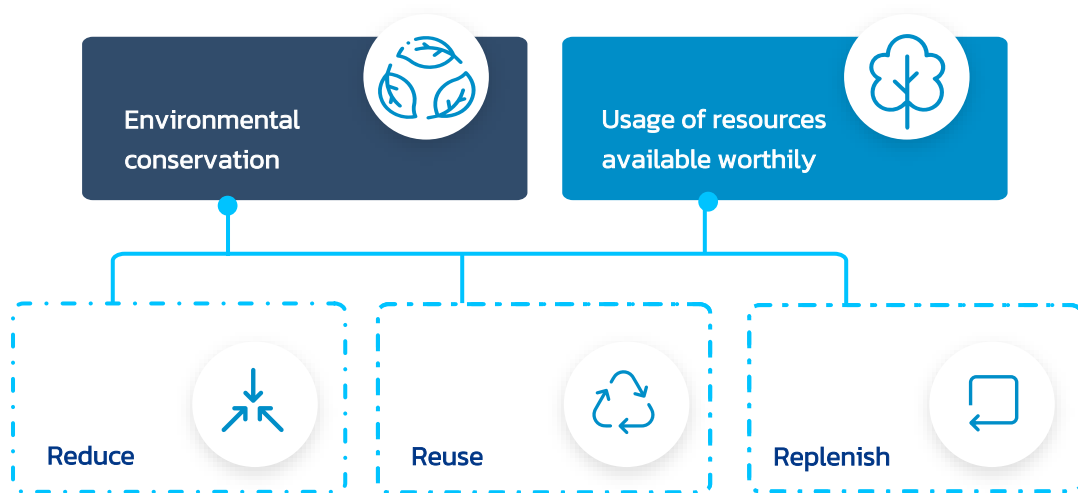 Environmental
conservation
Usage of resources
available worthily
Reduce
Reuse
Replenish